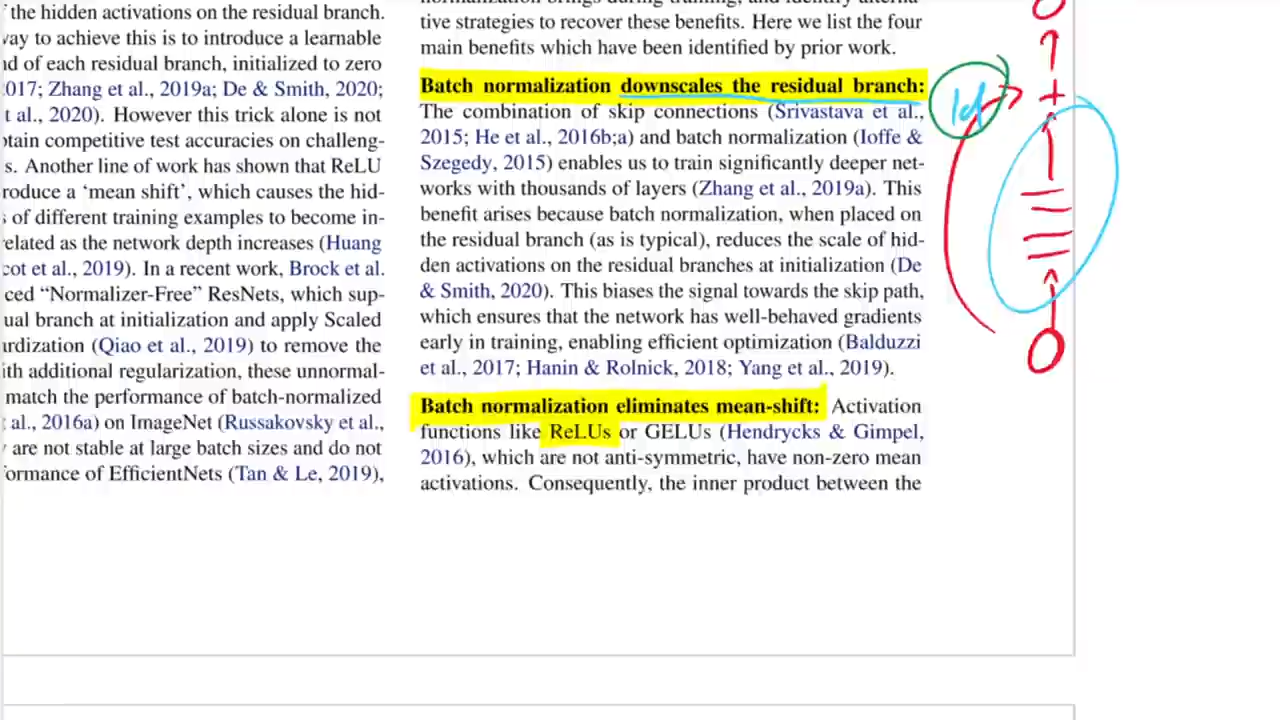 the hidden activations on the residual branch.
way to achieve this is to introduce a learnable
nd of each residual branch, initialized to zero
2017; Zhang et al., 2019a; De & Smith, 2020;
t al., 2020). However this trick alone is not
btain competitive test accuracies on challeng-
s. Another line of work has shown that ReLU
roduce a ‘mean shift’, which causes the hid-
s of different training examples to become in-
related as the network depth increases (Huang
cot et al., 2019). In a recent work, Brock et al.
ced “Normalizer-Free” ResNets, which sup-
ual branch at initialization and apply Scaled
ardization (Qiao et al., 2019) to remove the
ith additional regularization, these unnormal-
match the performance of batch-normalized
al., 2016a) on ImageNet (Russakovsky et al.,
are not stable at large batch sizes and do not
formance of EfficientNets (Tan & Le, 2019),
normalization brings during training, and identify alterna-
tive strategies to recover these benefits. Here we list the four
main benefits which have been identified by prior work.
Batch normalization downscales the residual branch:
The combination of skip connections (Srivastava et al.,
2015; He et al., 2016b;a) and batch normalization (Ioffe &
Szegedy, 2015) enables us to train significantly deeper net-
works with thousands of layers (Zhang et al., 2019a). This
benefit arises because batch normalization, when placed on
the residual branch (as is typical), reduces the scale of hid-
den activations on the residual branches at initialization (De
& Smith, 2020). This biases the signal towards the skip path,
which ensures that the network has well-behaved gradients
early in training, enabling efficient optimization (Balduzzi
et al., 2017; Hanin & Rolnick, 2018; Yang et al., 2019).
Batch normalization eliminates mean-shift: Activation
functions like ReLUs or GELUs (Hendrycks & Gimpel,
2016), which are not anti-symmetric, have non-zero mean
activations. Consequently, the inner product between the
Id
+